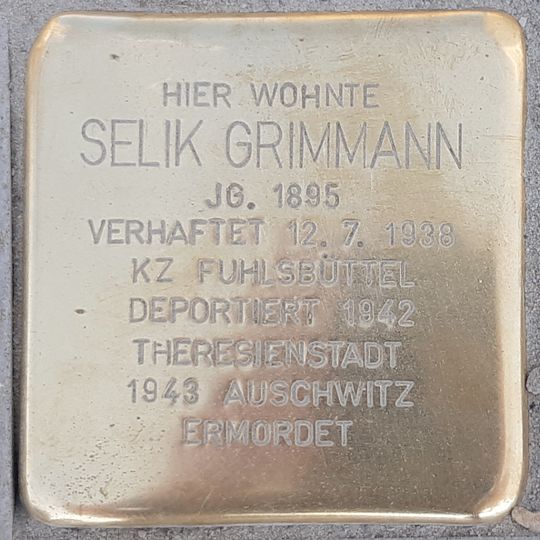 HIER WOHNTE
SELIK GRIMMANN
JG. 1895
VERHAFTET 12.7.1938
KZ FUHLSBÜTTEL
DEPORTIERT 1942
THERESIENSTADT
1943 AUSCHWITZ
ERMORDET